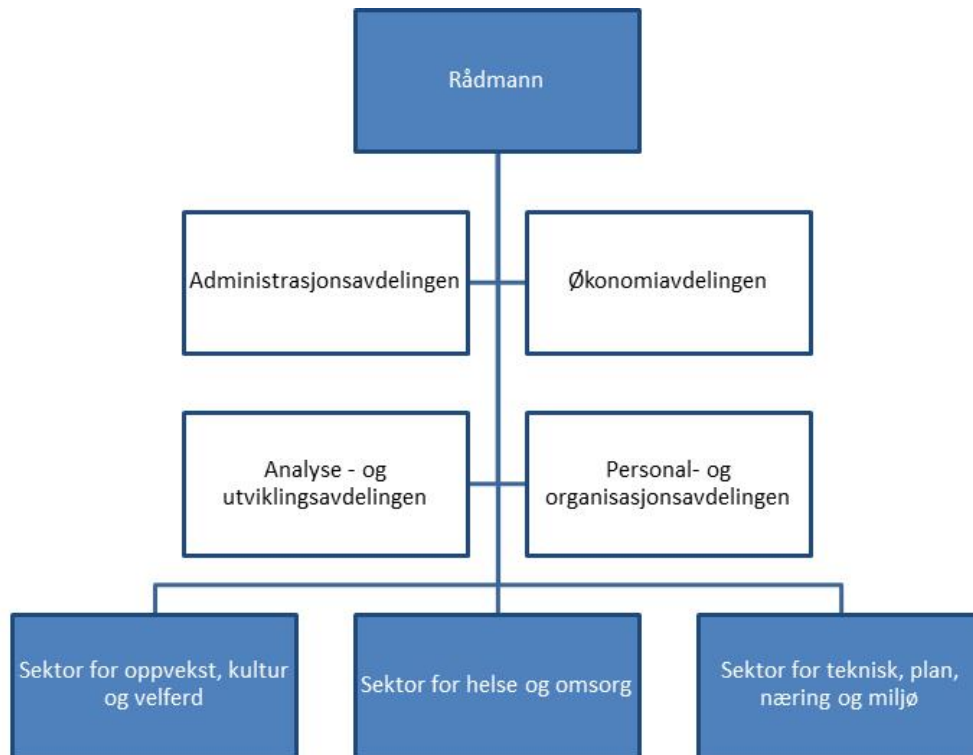 Rådmann
Administrasjonsavdelingen
Økonomiavdelingen
Analyse - og
utviklingsavdelingen
Personal- og
organisasjonsavdelingen
Sektor for oppvekst, kultur
og velferd
Sektor for helse og omsorg
Sektor for teknisk, plan,
næring og miljø